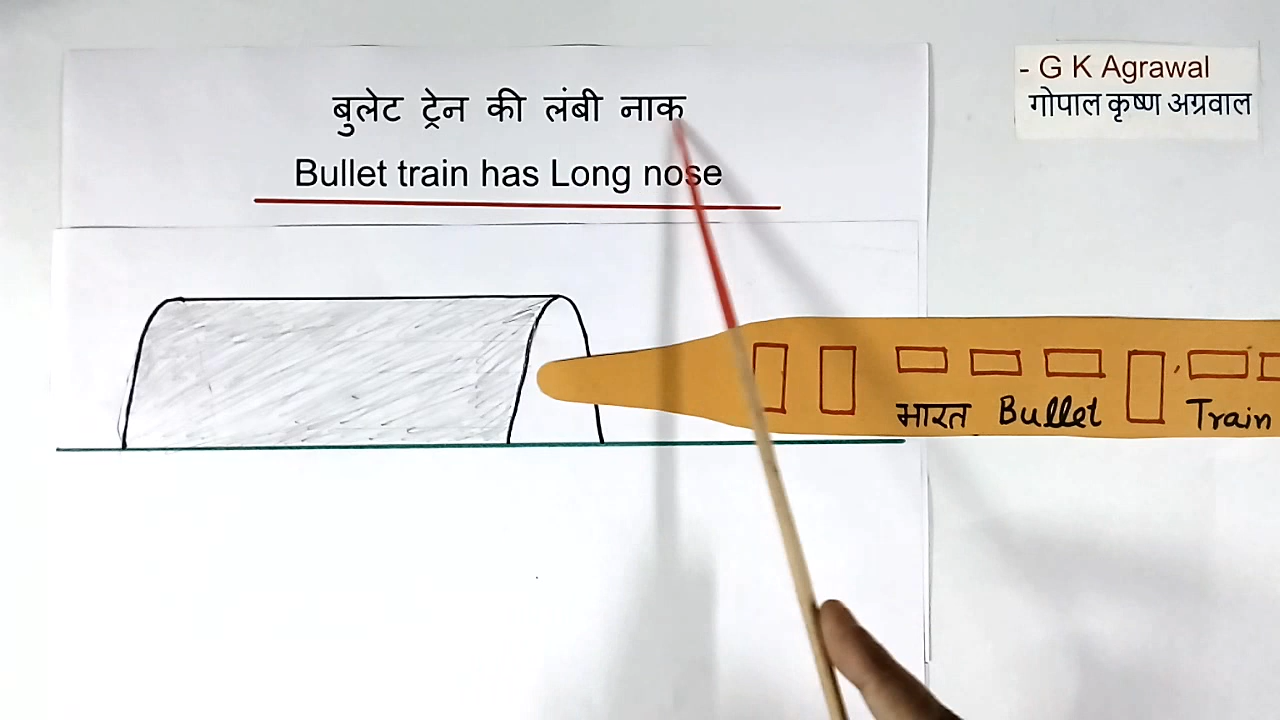 बुलेट ट्रेन की लंबी नाक
Bullet train has Long nose
- G K Agrawal
गोपाल कृष्ण अग्रवाल
भारत Bullet Train